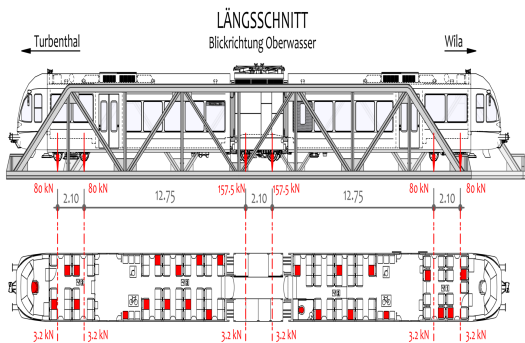 LÄNGSSCHNITT
Blickrichtung Oberwasser
Turbenthal
Wila
80 kN
80 kN
157.5 kN
157.5 kN
80 kN
80 kN
2.10
12.75
2.10
12.75
2.10
3.2 kN
3.2 kN
3.2 kN
3.2 kN
3.2 kN
3.2 kN